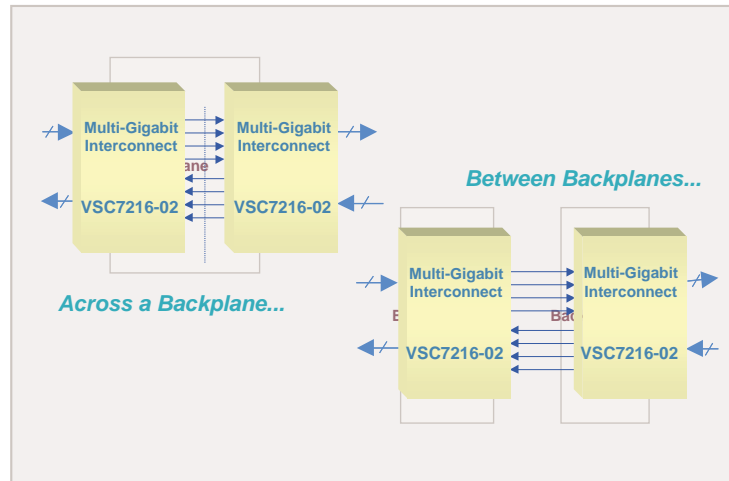 Multi-Gigabit
Interconnect
VSC7216-02
Multi-Gigabit
Interconnect
VSC7216-02
Across a Backplane...
Between Backplanes...
Multi-Gigabit
Interconnect
VSC7216-02
Multi-Gigabit
Interconnect
VSC7216-02